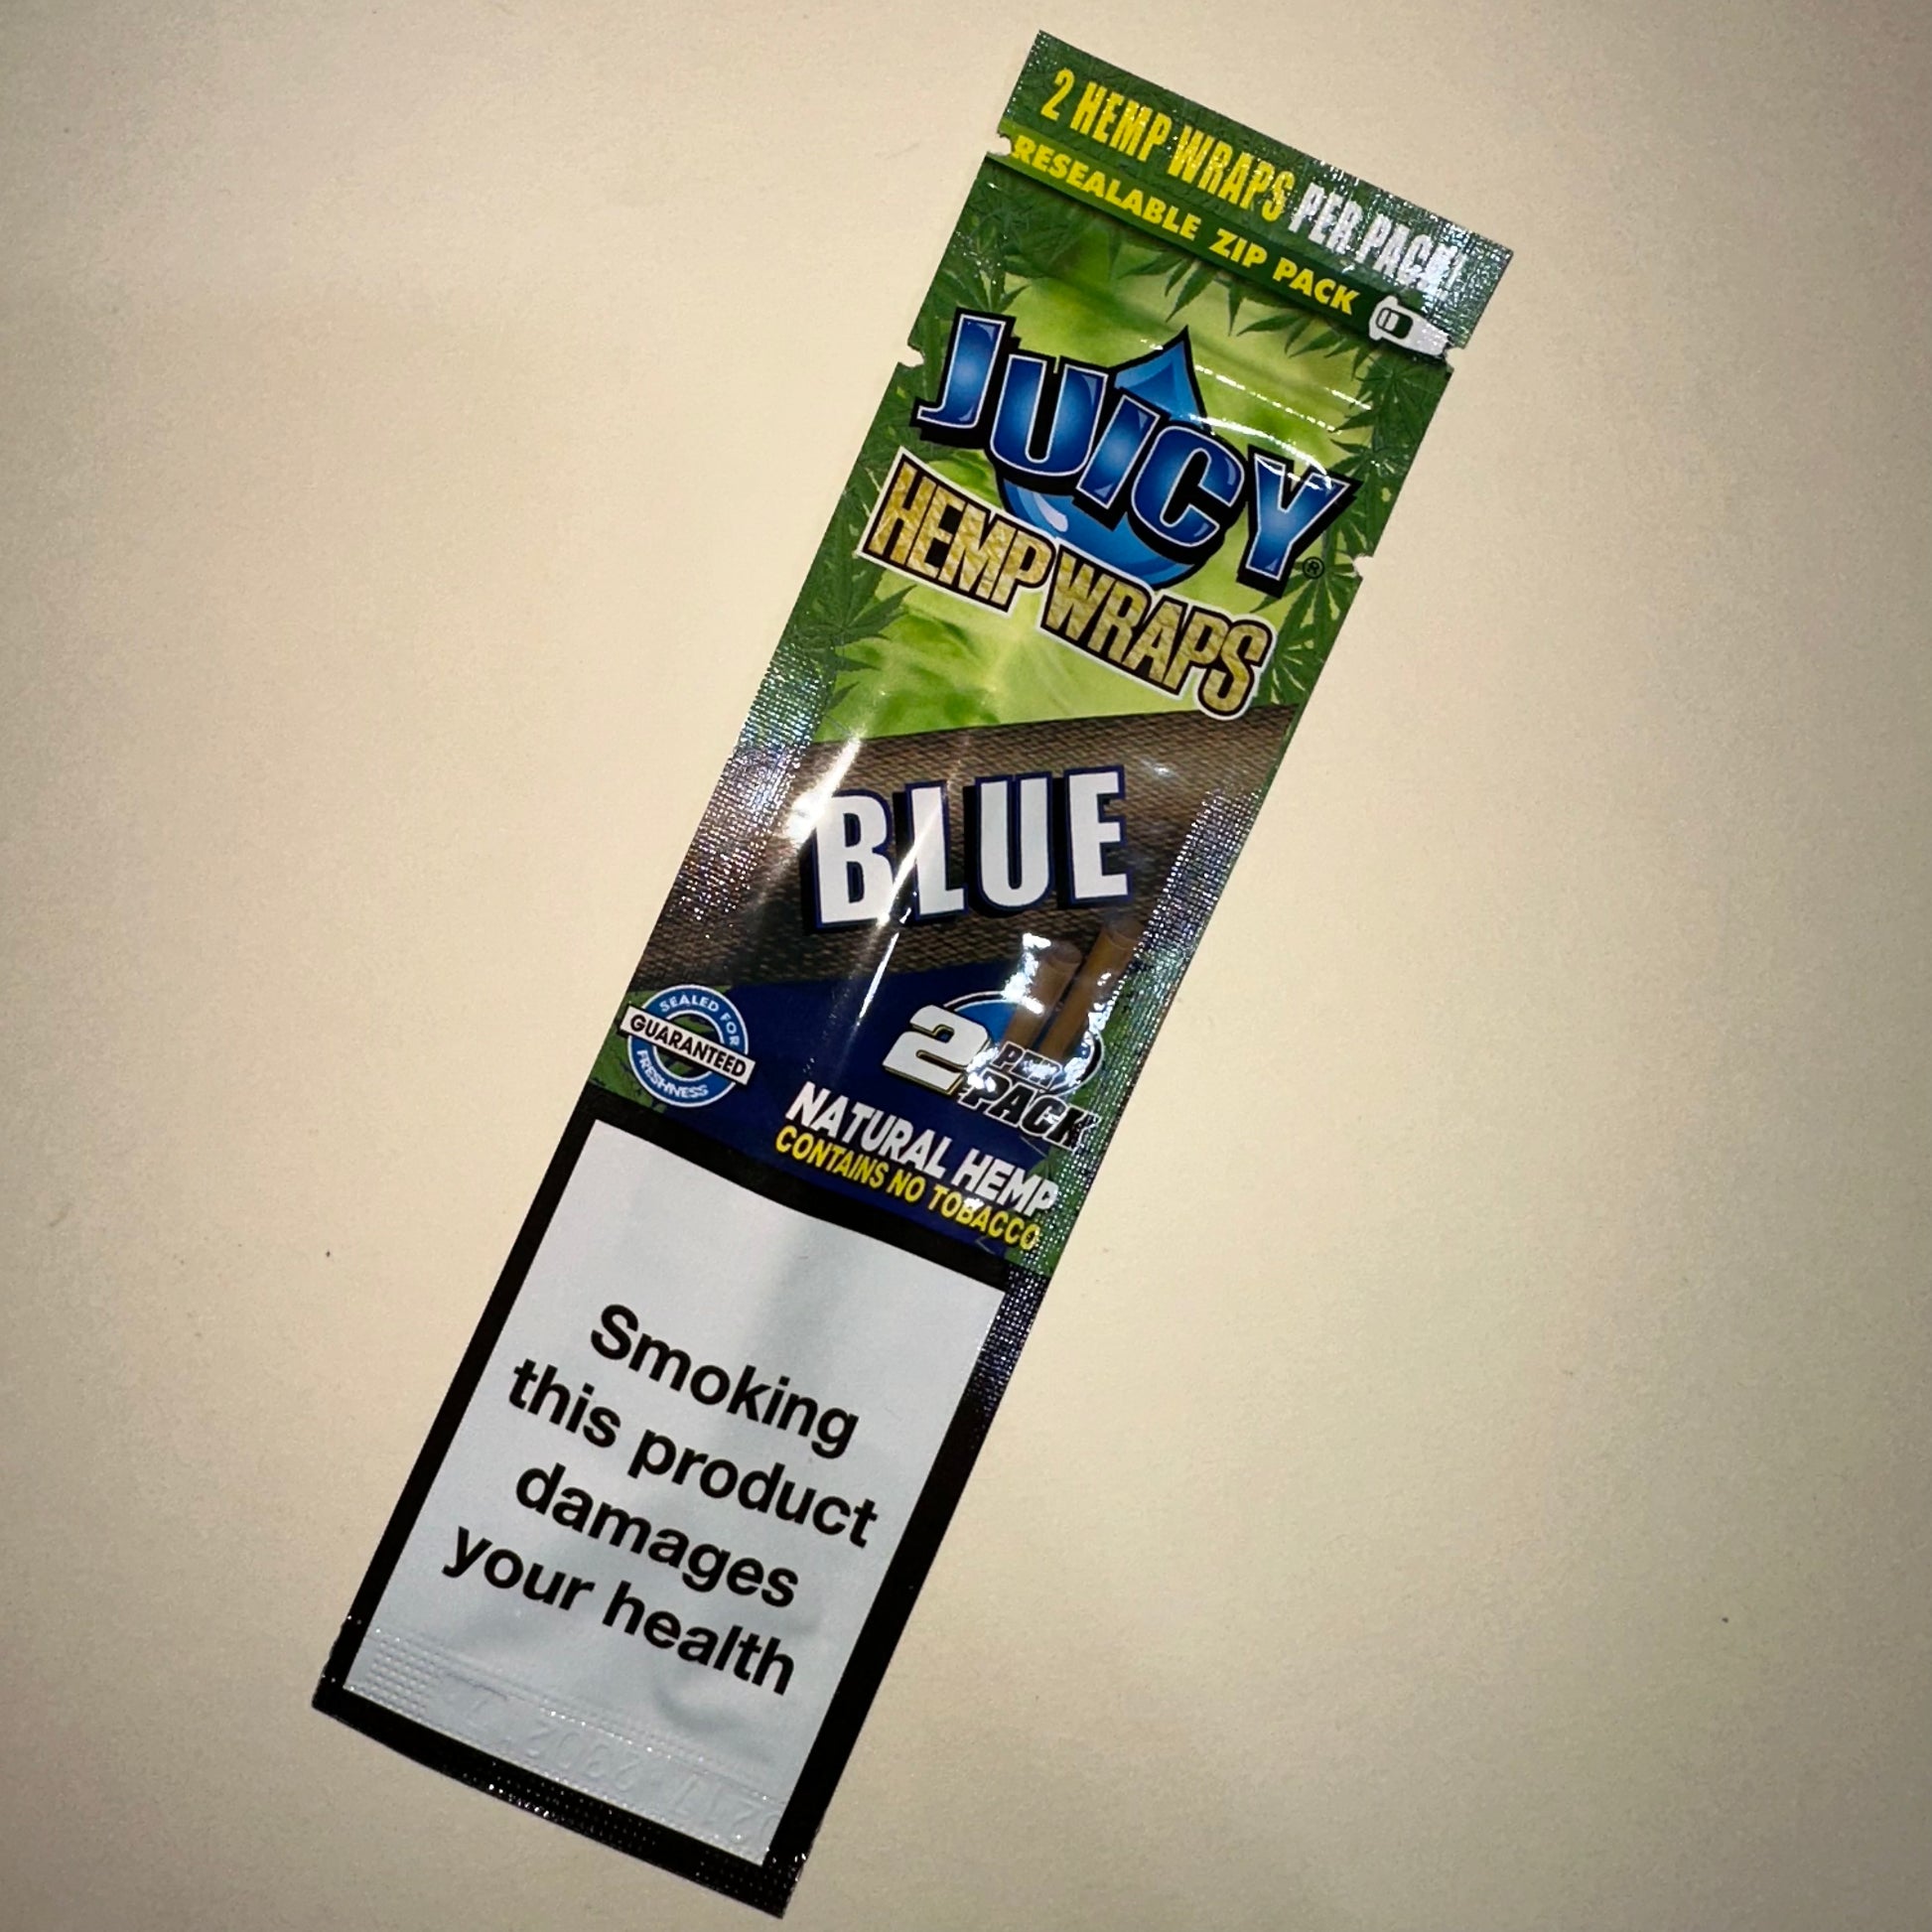 2 HEMP WRAPS PER PACK!
RESEALABLE ZIP PACK
JUICY®
HEMP WRAPS
BLUE
SEALED FOR
GUARANTEED
FRESHNESS
2 PER
PACK
NATURAL HEMP
CONTAINS NO TOBACCO
Smoking
this product
damages
your health